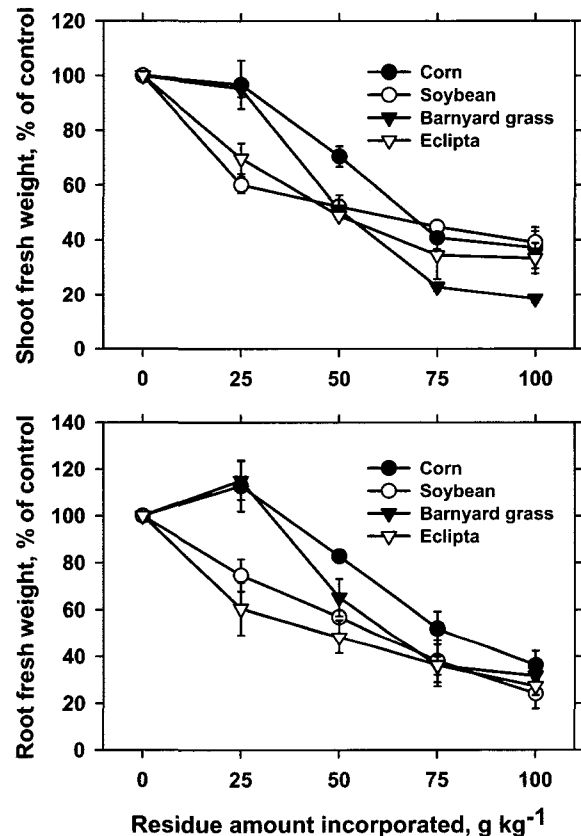 Shoot fresh weight, % of control
120
100
80
60
40
20
0
Corn
Soybean
Barnyard grass
Eclipta
0 25 50 75 100
Root fresh weight, % of control
140
120
100
80
60
40
20
0
Corn
Soybean
Barnyard grass
Eclipta
0 25 50 75 100
Residue amount incorporated, g kg⁻¹